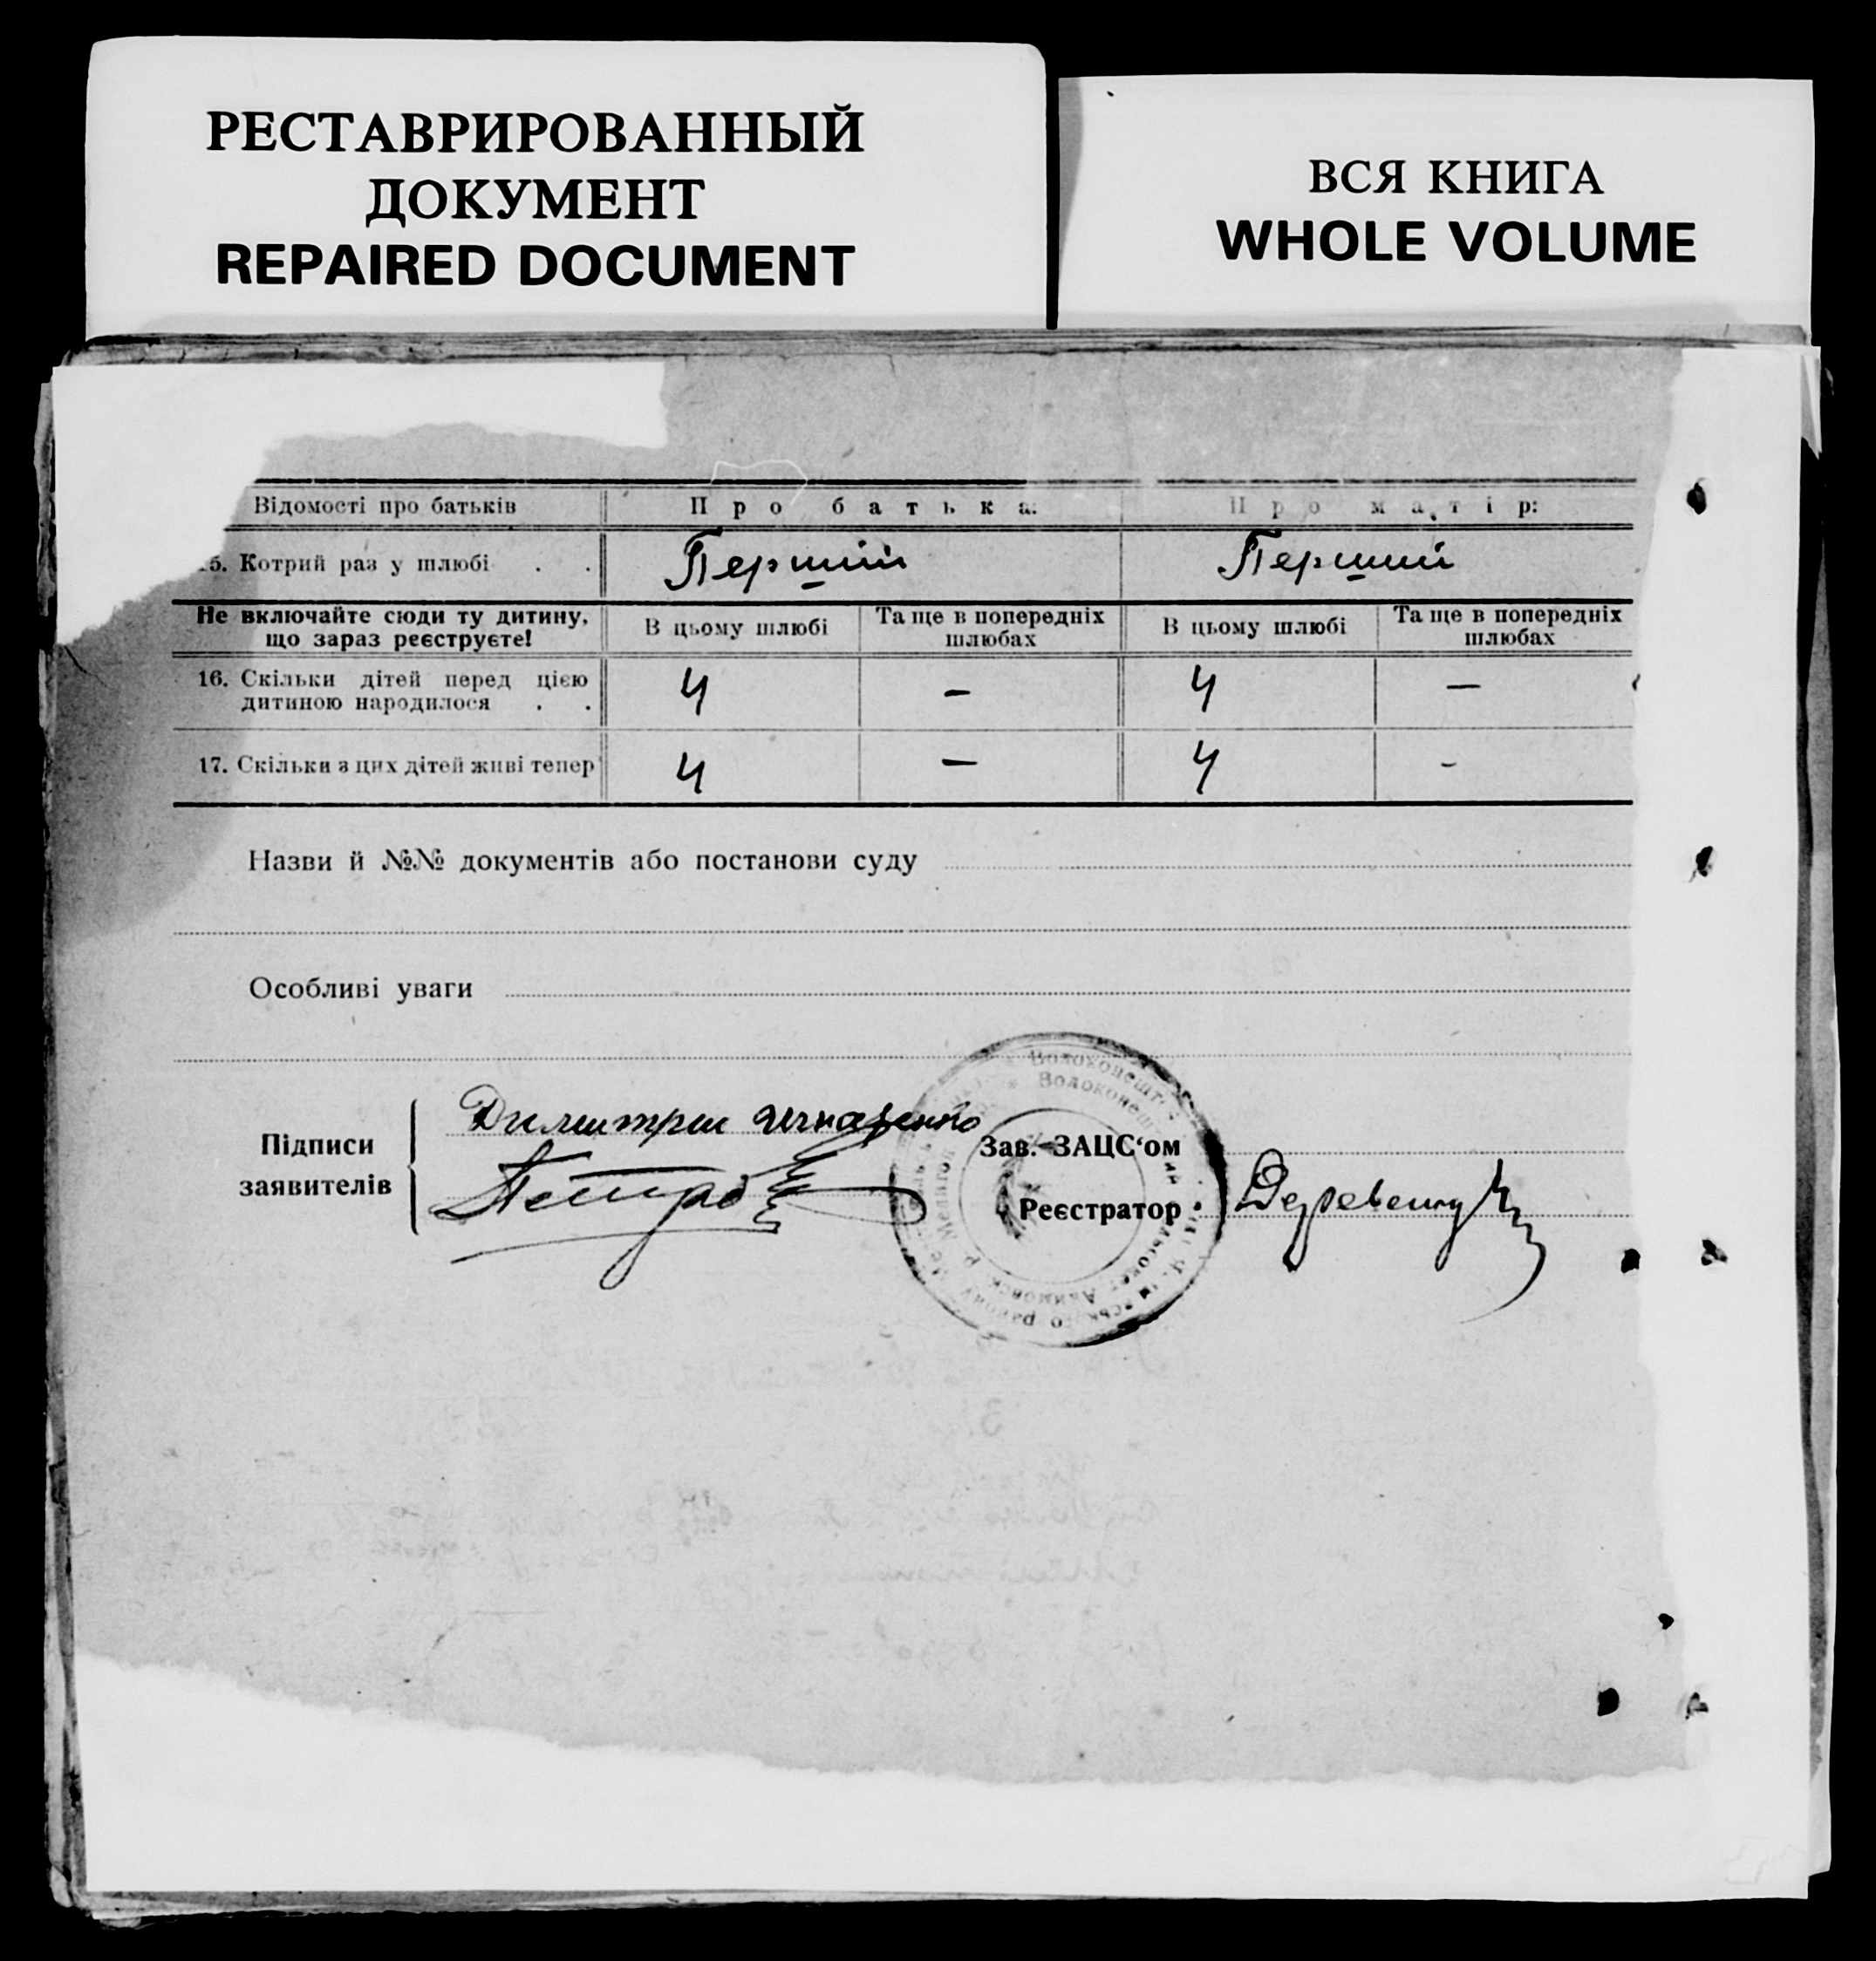 РЕСТАВРИРОВАННЫЙ
ДОКУМЕНТ
REPAIRED DOCUMENT
ВСЯ КНИГА
WHOLE VOLUME
Відомості про батьків Про батька: Про матір:
5. Котрий раз у шлюбі . . Перший Перший
Не включайте сюди ту дитину,
що зараз реєструєте!
В цьому шлюбі
Та ще в попередніх
шлюбах
В цьому шлюбі
Та ще в попередніх
шлюбах
16. Скільки дітей перед цією
дитиною народилося . .
4 — 4 —
17. Скільки з цих дітей живі тепер 4 — 4 -
Назви й №№ документів або постанови суду
Особливі уваги
Підписи
заявителів
Зав. ЗАЦС‘ом
Реєстратор